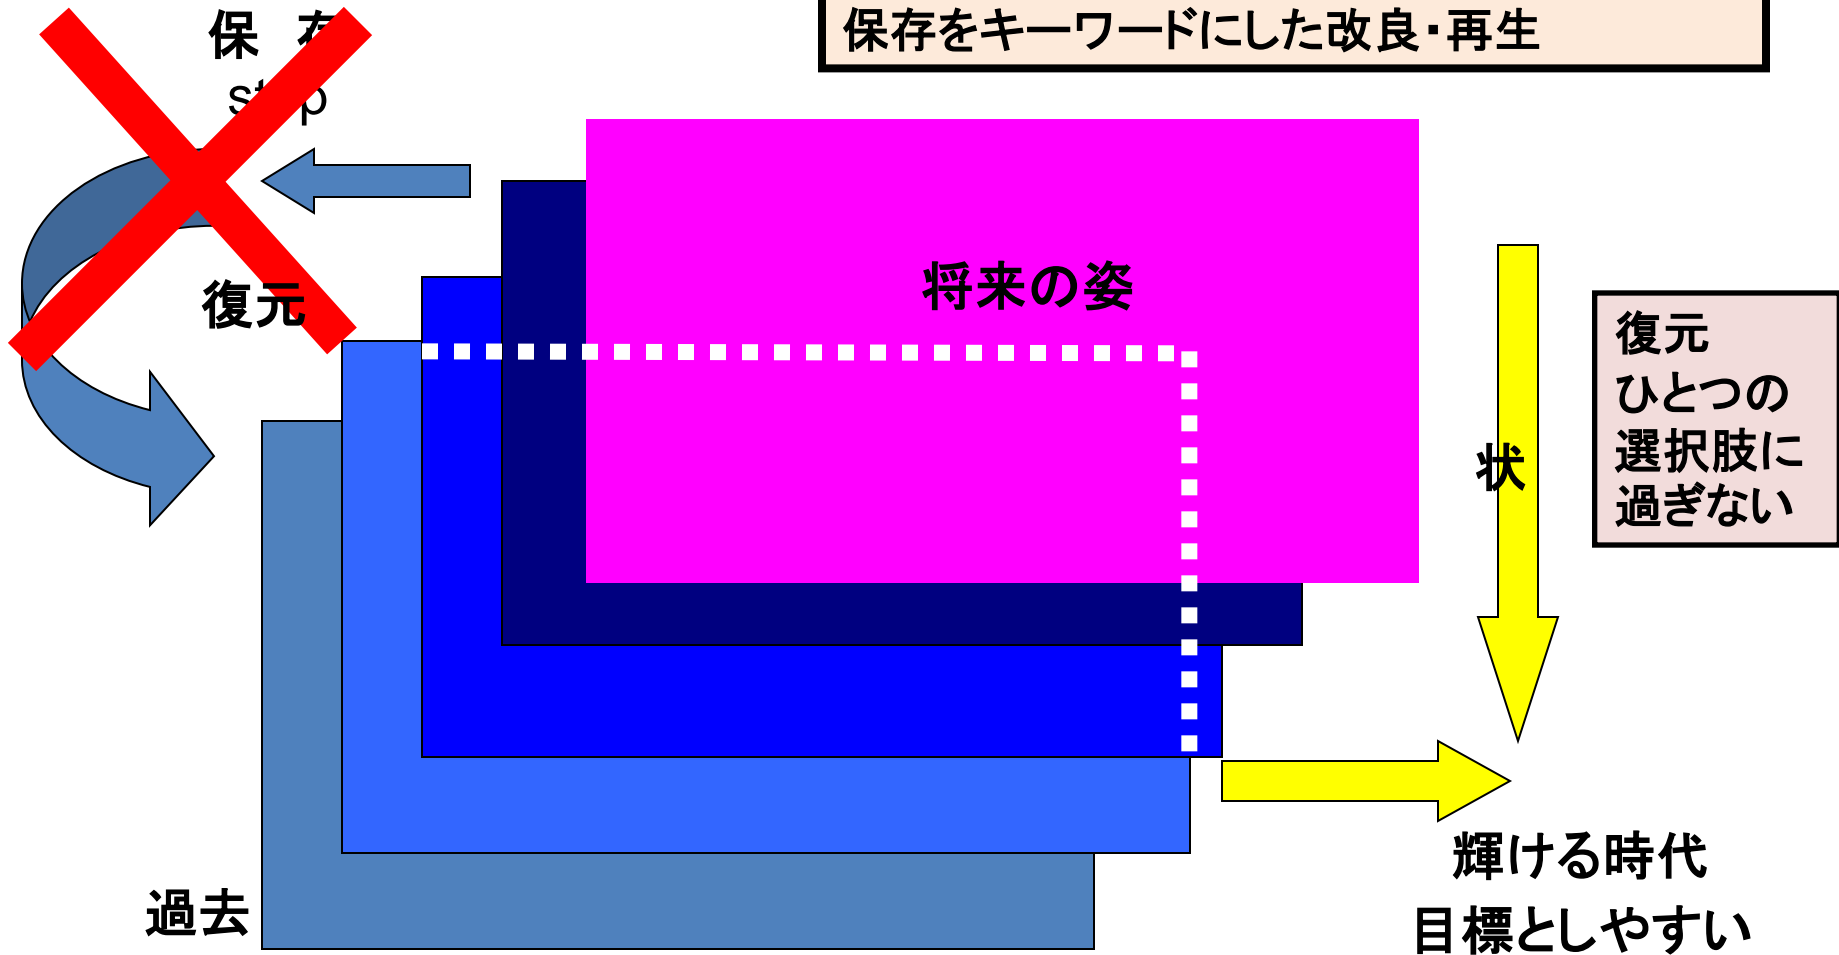 保存をキーワードにした改良・再生
保 存
復元
将来の姿
状
復元
ひとつの
選択肢に
過ぎない
過去
輝ける時代
目標としやすい